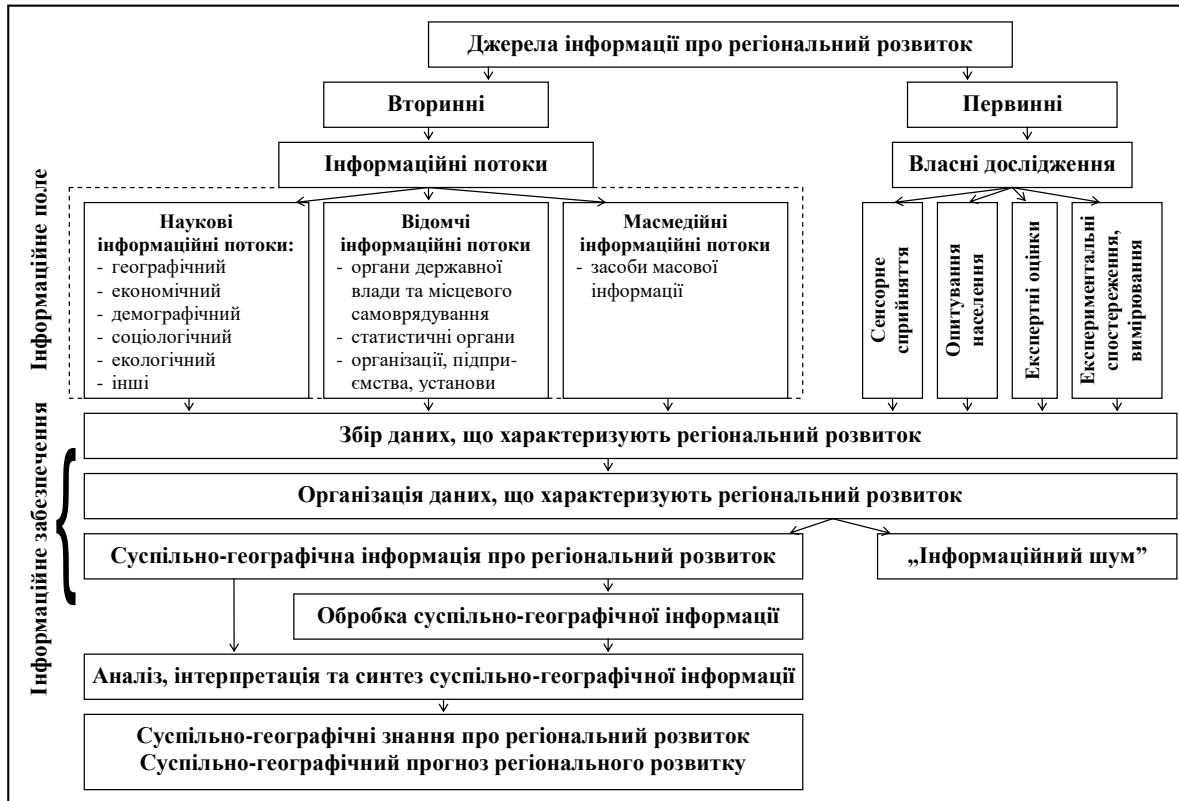 Джерела інформації про регіональний розвиток
Вторинні
Первинні
Інформаційні потоки
Власні дослідження
Інформаційне поле
Наукові
інформаційні потоки:
- географічний
- економічний
- демографічний
- соціологічний
- екологічний
- інші
Відомчі
інформаційні потоки
- органи державної
влади та місцевого
самоврядування
- статистичні органи
- організації, підпри-
ємства, установи
Масмедійні
інформаційні потоки
- засоби масової
інформації
Сенсорне
сприйняття
Опитування
населення
Експертні оцінки
Експериментальні
спостереження,
вимірювання
Збір даних, що характеризують регіональний розвиток
Інформаційне забезпечення
Організація даних, що характеризують регіональний розвиток
Суспільно-географічна інформація про регіональний розвиток
„Інформаційний шум”
Обробка суспільно-географічної інформації
Аналіз, інтерпретація та синтез суспільно-географічної інформації
Суспільно-географічні знання про регіональний розвиток
Суспільно-географічний прогноз регіонального розвитку